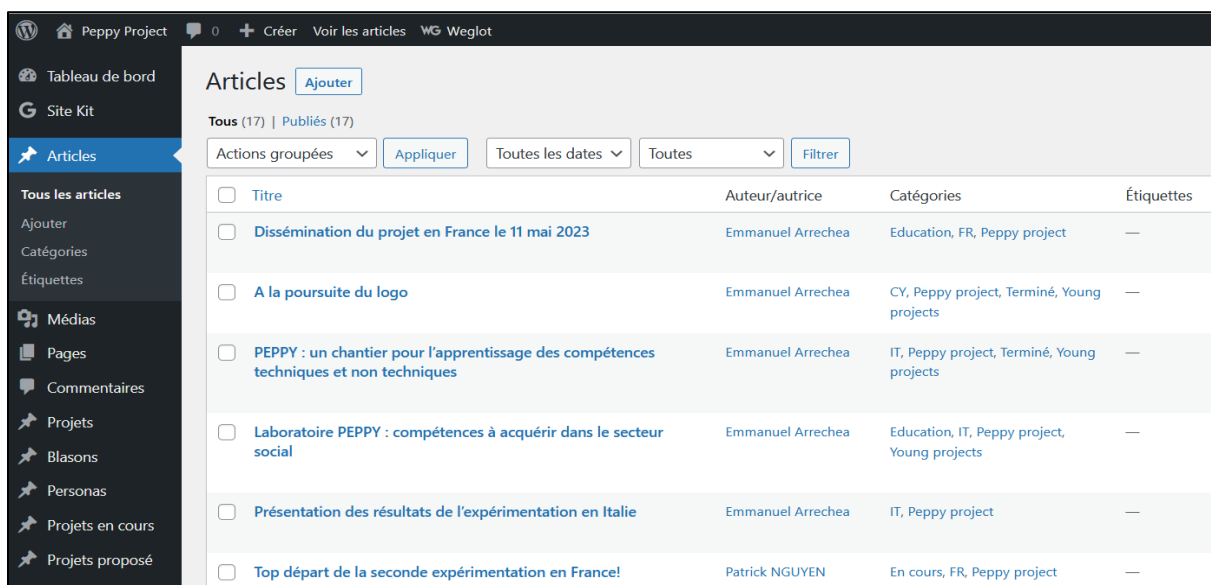 Peppy Project 0 + Créer Voir les articles WG Weglot
Tableau de bord
Site Kit
Articles
Tous les articles
Ajouter
Catégories
Étiquettes
Médias
Pages
Commentaires
Projets
Blasons
Personas
Projets en cours
Projets proposé
Articles Ajouter
Tous (17) | Publiés (17)
Actions groupées Appliquer Toutes les dates Toutes Filtrer
Titre Auteur/autrice Catégories Étiquettes
Dissémination du projet en France le 11 mai 2023 Emmanuel Arrechea Education, FR, Peppy project —
A la poursuite du logo Emmanuel Arrechea CY, Peppy project, Terminé, Young —
projects
PEPPY : un chantier pour l'apprentissage des compétences Emmanuel Arrechea IT, Peppy project, Terminé, Young —
techniques et non techniques projects
Laboratoire PEPPY : compétences à acquérir dans le secteur Emmanuel Arrechea Education, IT, Peppy project, —
social Young projects
Présentation des résultats de l'expérimentation en Italie Emmanuel Arrechea IT, Peppy project —
Top départ de la seconde expérimentation en France! Patrick NGUYEN En cours, FR, Peppy project —